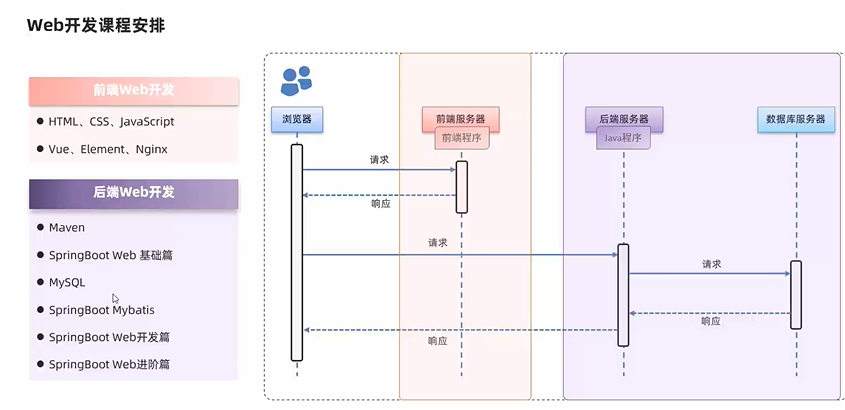 Web开发课程安排
前端Web开发
HTML、CSS、JavaScript
Vue、Element、Nginx
后端Web开发
Maven
SpringBoot Web 基础篇
MySQL
SpringBoot Mybatis
SpringBoot Web开发篇
SpringBoot Web进阶篇
浏览器
前端服务器
前端程序
后端服务器
Java程序
数据库服务器
请求
响应
请求
请求
响应
响应